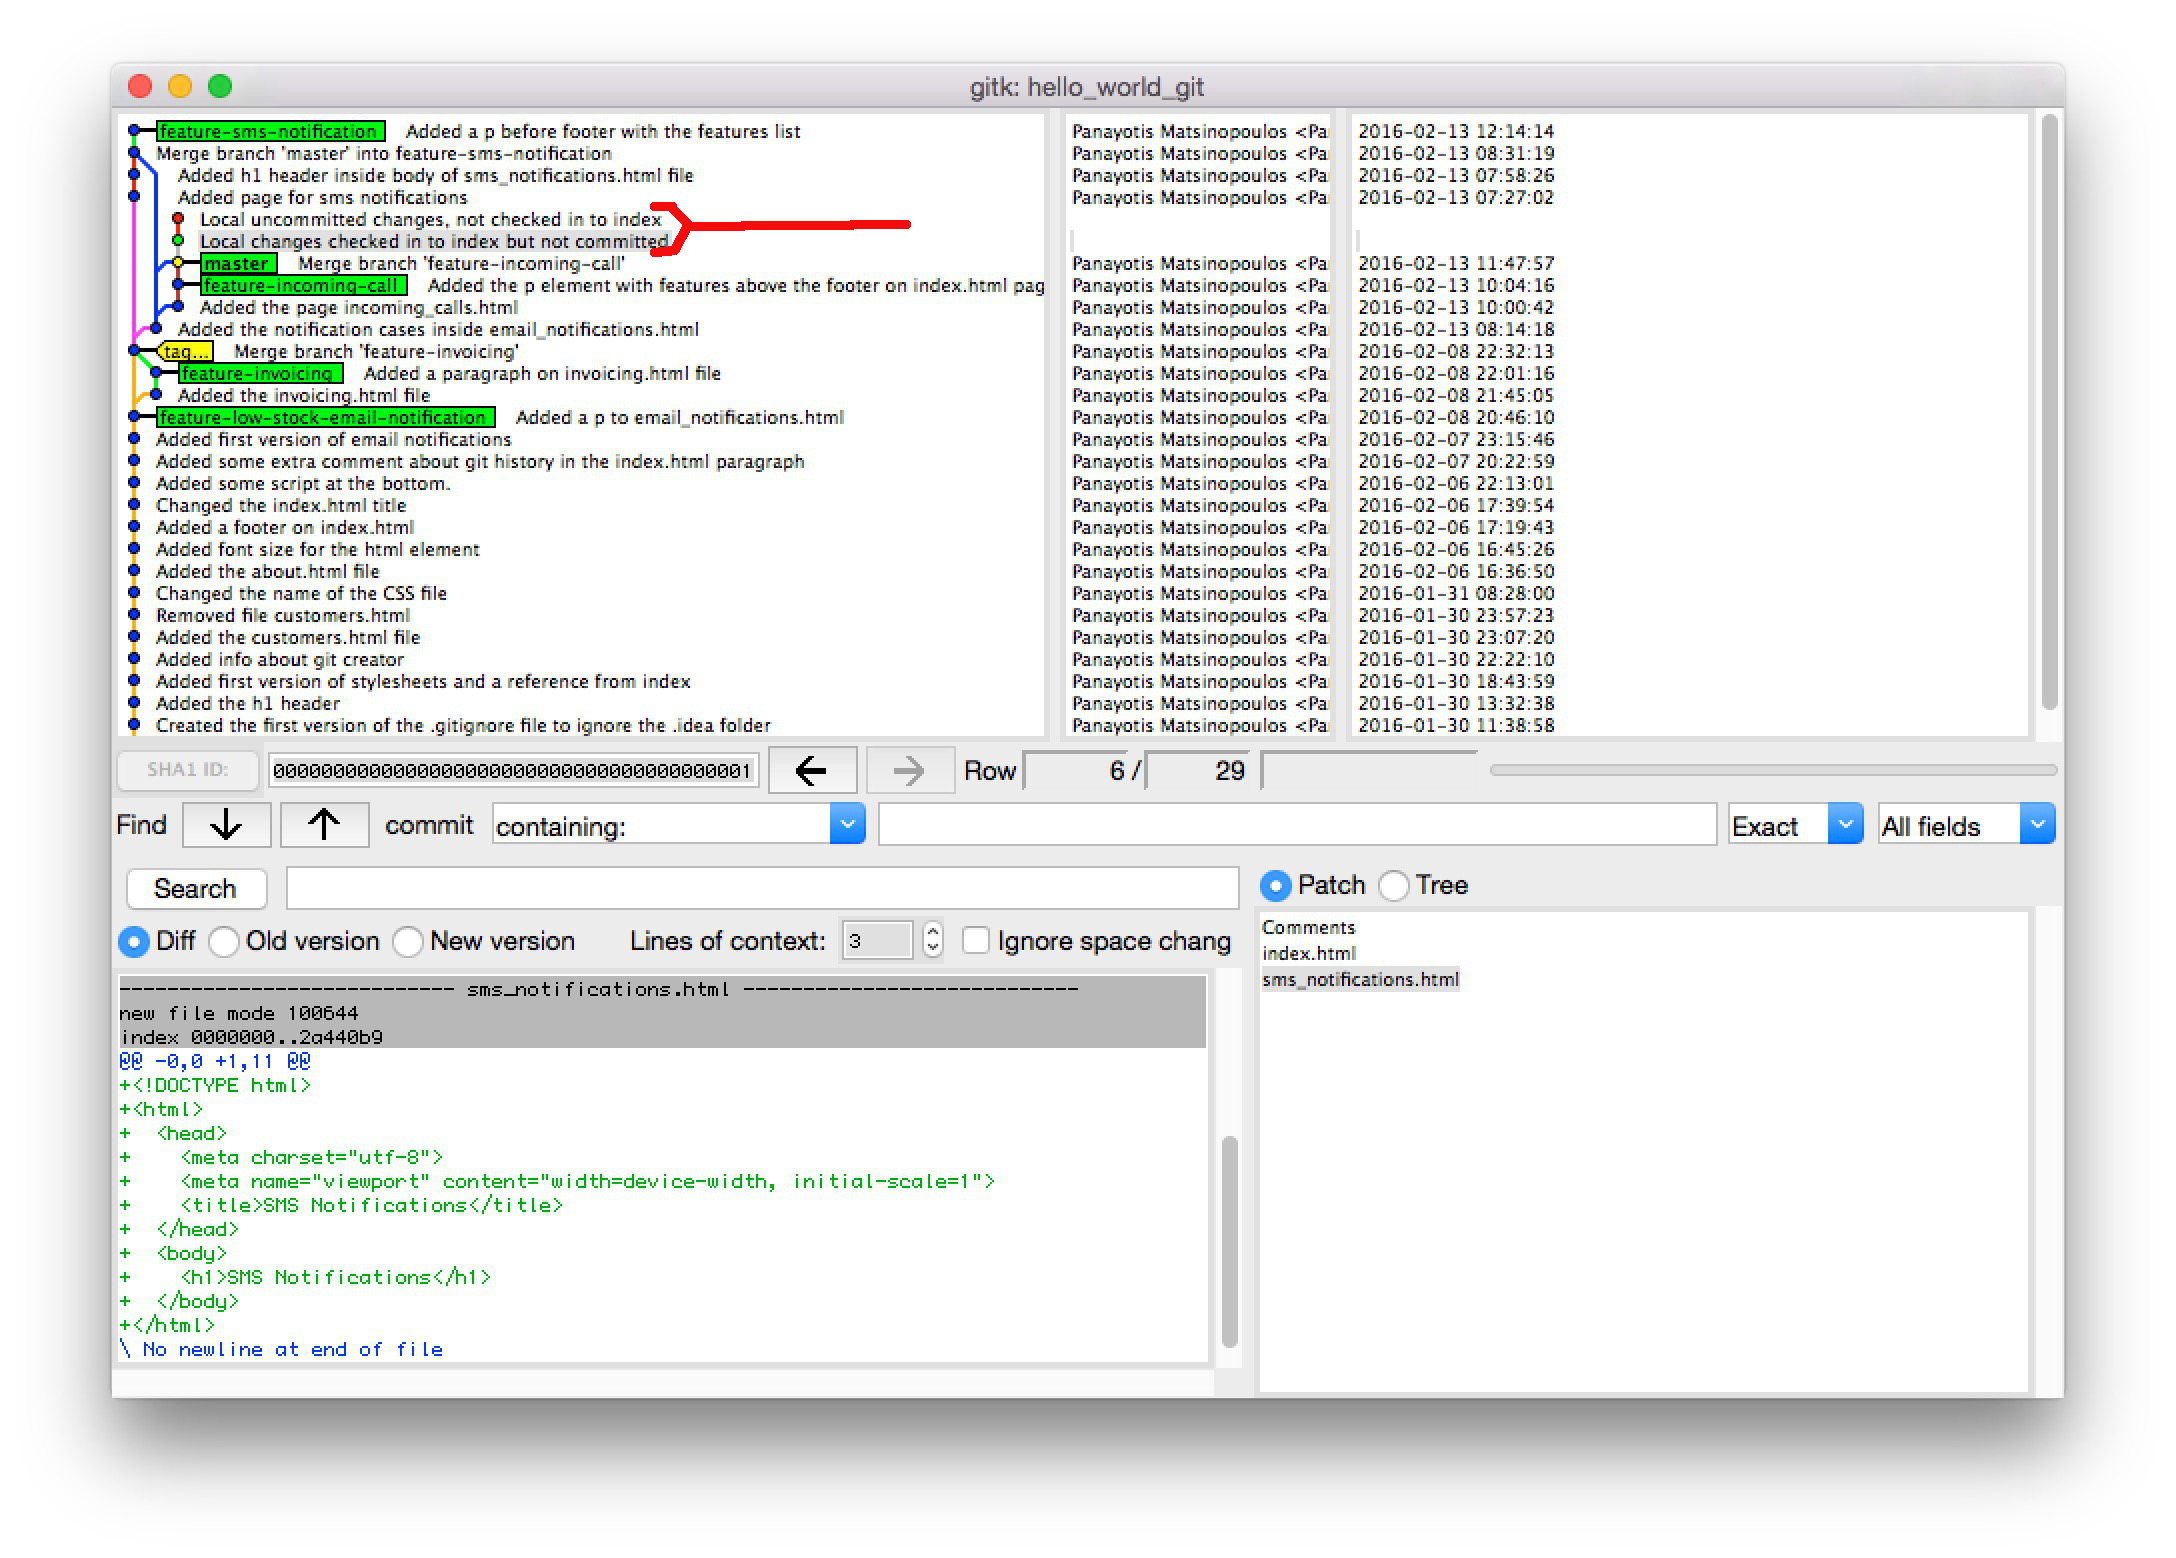 gitk: hello_world_git
feature-sms-notification Added a p before footer with the features list Panayotis Matsinopoulos <Pa 2016-02-13 12:14:14
Merge branch 'master' into feature-sms-notification Panayotis Matsinopoulos <Pa 2016-02-13 08:31:19
Added h1 header inside body of sms_notifications.html file Panayotis Matsinopoulos <Pa 2016-02-13 07:58:26
Added page for sms notifications Panayotis Matsinopoulos <Pa 2016-02-13 07:27:02
Local uncommitted changes, not checked in to index
Local changes checked in to index but not committed
master Merge branch 'feature-incoming-call' Panayotis Matsinopoulos <Pa 2016-02-13 11:47:57
feature-incoming-call Added the p element with features above the footer on index.html pag Panayotis Matsinopoulos <Pa 2016-02-13 10:04:16
Added the page incoming_calls.html Panayotis Matsinopoulos <Pa 2016-02-13 10:00:42
Added the notification cases inside email_notifications.html Panayotis Matsinopoulos <Pa 2016-02-13 08:14:18
tag... Merge branch 'feature-invoicing' Panayotis Matsinopoulos <Pa 2016-02-08 22:32:13
feature-invoicing Added a paragraph on invoicing.html file Panayotis Matsinopoulos <Pa 2016-02-08 22:01:16
Added the invoicing.html file Panayotis Matsinopoulos <Pa 2016-02-08 21:45:05
feature-low-stock-email-notification Added a p to email_notifications.html Panayotis Matsinopoulos <Pa 2016-02-08 20:46:10
Added first version of email notifications Panayotis Matsinopoulos <Pa 2016-02-07 23:15:46
Added some extra comment about git history in the index.html paragraph Panayotis Matsinopoulos <Pa 2016-02-07 20:22:59
Added some script at the bottom. Panayotis Matsinopoulos <Pa 2016-02-06 22:13:01
Changed the index.html title Panayotis Matsinopoulos <Pa 2016-02-06 17:39:54
Added a footer on index.html Panayotis Matsinopoulos <Pa 2016-02-06 17:19:43
Added font size for the html element Panayotis Matsinopoulos <Pa 2016-02-06 16:45:26
Added the about.html file Panayotis Matsinopoulos <Pa 2016-02-06 16:36:50
Changed the name of the CSS file Panayotis Matsinopoulos <Pa 2016-01-31 08:28:00
Removed file customers.html Panayotis Matsinopoulos <Pa 2016-01-30 23:57:23
Added the customers.html file Panayotis Matsinopoulos <Pa 2016-01-30 23:07:20
Added info about git creator Panayotis Matsinopoulos <Pa 2016-01-30 22:22:10
Added first version of stylesheets and a reference from index Panayotis Matsinopoulos <Pa 2016-01-30 18:43:59
Added the h1 header Panayotis Matsinopoulos <Pa 2016-01-30 13:32:38
Created the first version of the .gitignore file to ignore the .idea folder Panayotis Matsinopoulos <Pa 2016-01-30 11:38:58
SHA1 ID: 0000000000000000000000000000000000000001 Row 6 / 29
Find commit containing: Exact All fields
Search Patch Tree
Diff Old version New version Lines of context: 3 Ignore space chang
Comments
index.html
sms_notifications.html
---------------------------- sms_notifications.html ----------------------------
new file mode 100644
index 0000000..2a440b9
@@ -0,0 +1,11 @@
+<!DOCTYPE html>
+<html>
+  <head>
+    <meta charset="utf-8">
+    <meta name="viewport" content="width=device-width, initial-scale=1">
+    <title>SMS Notifications</title>
+  </head>
+  <body>
+    <h1>SMS Notifications</h1>
+  </body>
+</html>
\ No newline at end of file